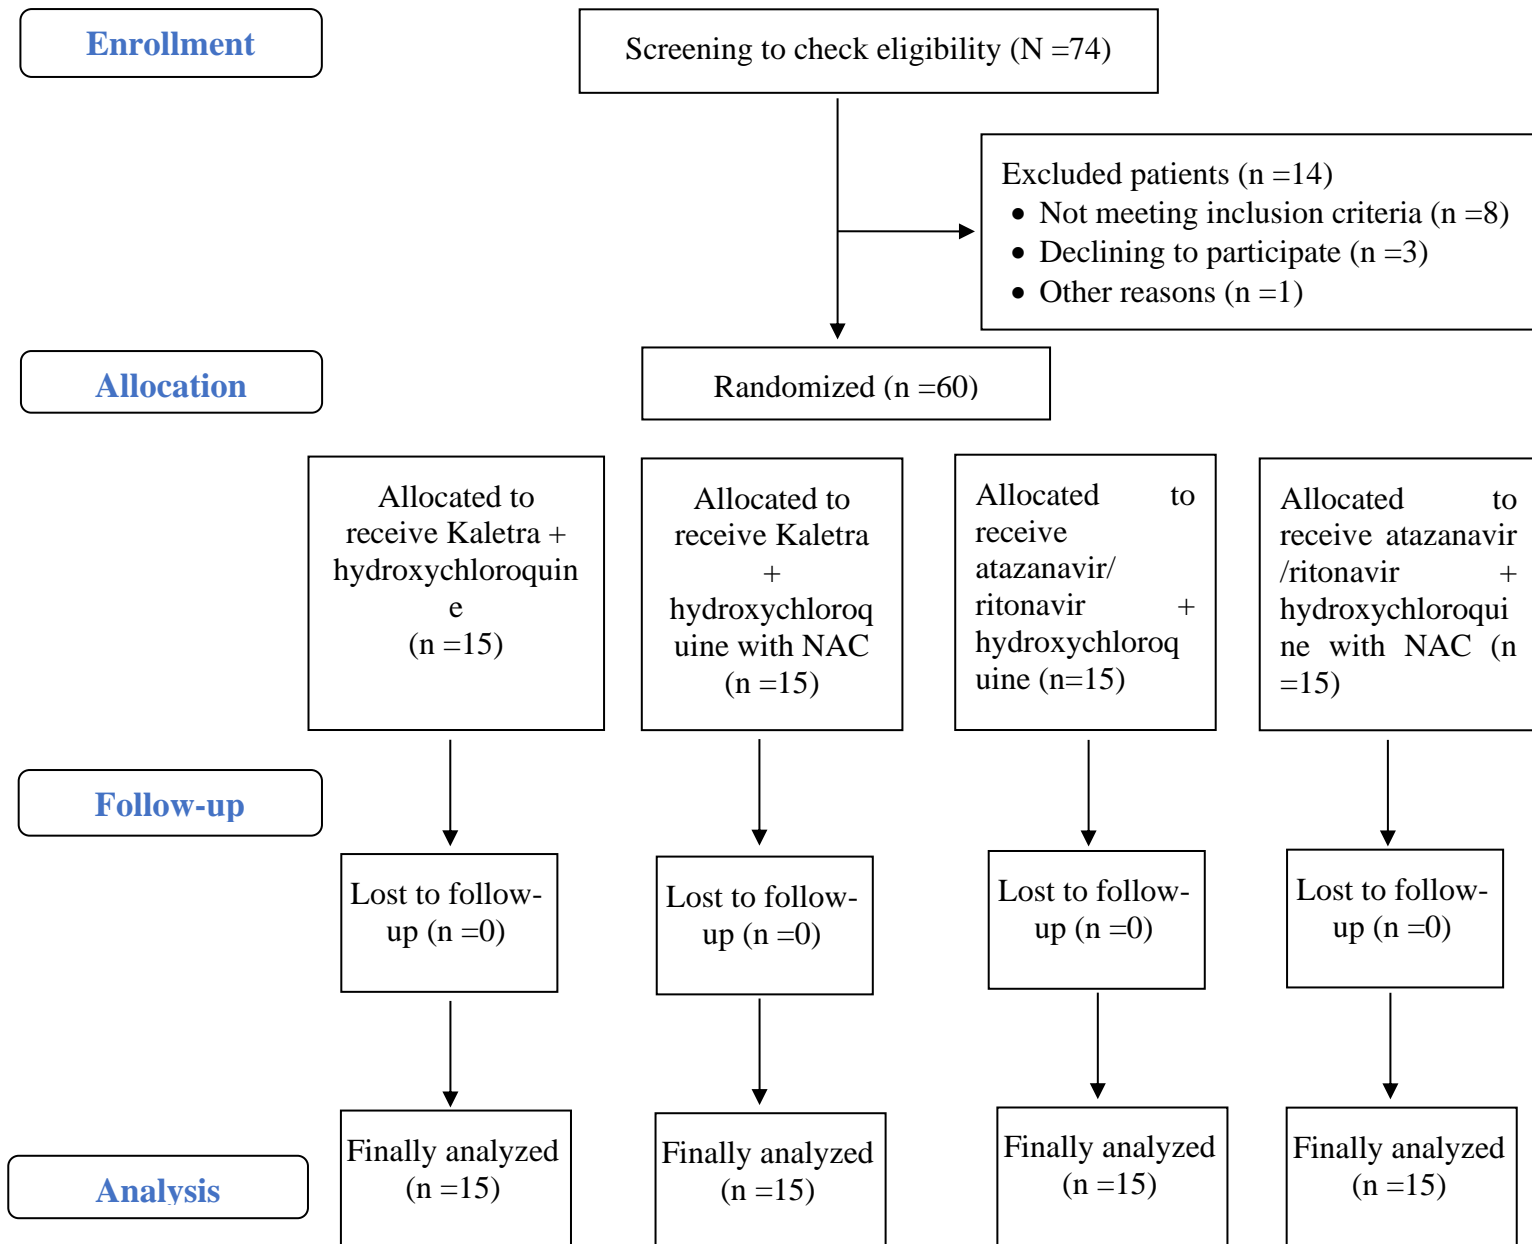 Enrollment
Screening to check eligibility (N =74)
Excluded patients (n =14)
• Not meeting inclusion criteria (n =8)
• Declining to participate (n =3)
• Other reasons (n =1)
Allocation
Randomized (n =60)
Allocated to
receive Kaletra +
hydroxychloroquin
e
(n =15)
Allocated to
receive Kaletra
+
hydroxychloroq
uine with NAC
(n =15)
Allocated to
receive
atazanavir/
ritonavir +
hydroxychloroq
uine (n=15)
Allocated to
receive atazanavir
/ritonavir +
hydroxychloroqui
ne with NAC (n
=15)
Follow-up
Lost to follow-
up (n =0)
Lost to follow-
up (n =0)
Lost to follow-
up (n =0)
Lost to follow-
up (n =0)
Analysis
Finally analyzed
(n =15)
Finally analyzed
(n =15)
Finally analyzed
(n =15)
Finally analyzed
(n =15)